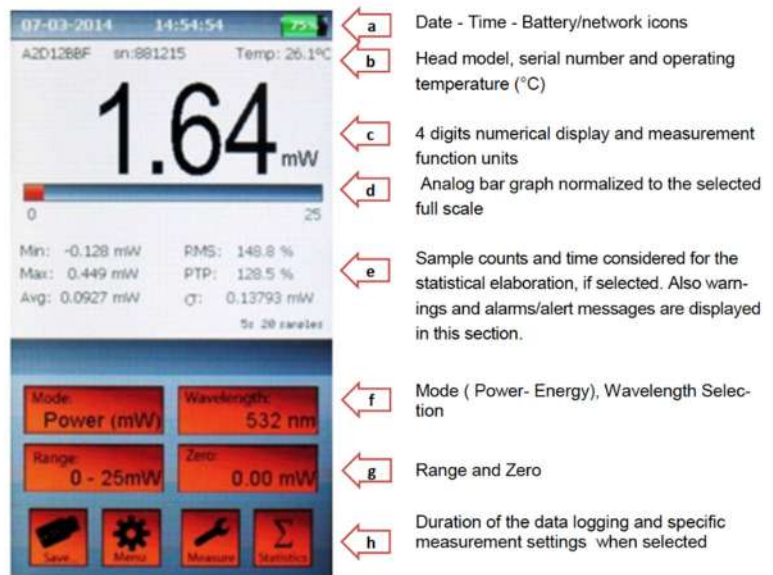 07-03-2014 14:54:54 75%
a Date - Time - Battery/network icons
A2D12BBF sn:881215 Temp: 26.1ºC
b Head model, serial number and operating
temperature (°C)
1.64 mW
c 4 digits numerical display and measurement
function units
d Analog bar graph normalized to the selected
full scale
0 25
Min: -0.128 mW RMS: 148.8 %
Max: 0.449 mW PTP: 128.5 %
Avg: 0.0927 mW σ: 0.13793 mW
5s 20 samples
e Sample counts and time considered for the
statistical elaboration, if selected. Also warn-
ings and alarms/alert messages are displayed
in this section.
Mode: Wavelength:
Power (mW) 532 nm
f Mode ( Power- Energy), Wavelength Selec-
tion
Range: Zero:
0 - 25mW 0.00 mW
g Range and Zero
Save... Menu Measure Statistics
h Duration of the data logging and specific
measurement settings when selected